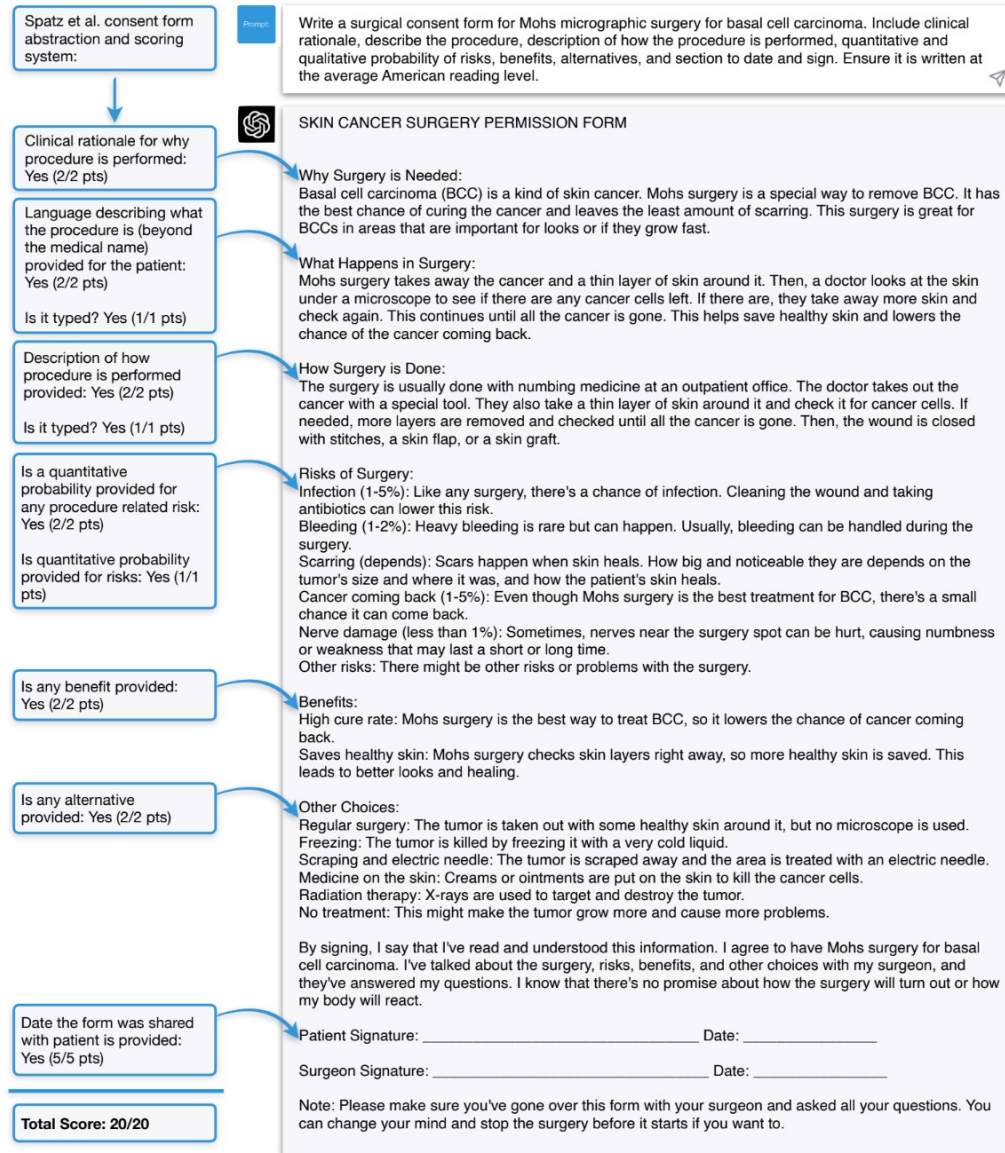 Spatz et al. consent form
abstraction and scoring
system:
Clinical rationale for why
procedure is performed:
Yes (2/2 pts)
Language describing what
the procedure is (beyond
the medical name)
provided for the patient:
Yes (2/2 pts)
Is it typed? Yes (1/1 pts)
Description of how
procedure is performed
provided: Yes (2/2 pts)
Is it typed? Yes (1/1 pts)
Is a quantitative
probability provided for
any procedure related risk:
Yes (2/2 pts)
Is quantitative probability
provided for risks: Yes (1/1
pts)
Is any benefit provided:
Yes (2/2 pts)
Is any alternative
provided: Yes (2/2 pts)
Date the form was shared
with patient is provided:
Yes (5/5 pts)
Total Score: 20/20
Prompt:
Write a surgical consent form for Mohs micrographic surgery for basal cell carcinoma. Include clinical
rationale, describe the procedure, description of how the procedure is performed, quantitative and
qualitative probability of risks, benefits, alternatives, and section to date and sign. Ensure it is written at
the average American reading level.
SKIN CANCER SURGERY PERMISSION FORM
Why Surgery is Needed:
Basal cell carcinoma (BCC) is a kind of skin cancer. Mohs surgery is a special way to remove BCC. It has
the best chance of curing the cancer and leaves the least amount of scarring. This surgery is great for
BCCs in areas that are important for looks or if they grow fast.
What Happens in Surgery:
Mohs surgery takes away the cancer and a thin layer of skin around it. Then, a doctor looks at the skin
under a microscope to see if there are any cancer cells left. If there are, they take away more skin and
check again. This continues until all the cancer is gone. This helps save healthy skin and lowers the
chance of the cancer coming back.
How Surgery is Done:
The surgery is usually done with numbing medicine at an outpatient office. The doctor takes out the
cancer with a special tool. They also take a thin layer of skin around it and check it for cancer cells. If
needed, more layers are removed and checked until all the cancer is gone. Then, the wound is closed
with stitches, a skin flap, or a skin graft.
Risks of Surgery:
Infection (1-5%): Like any surgery, there's a chance of infection. Cleaning the wound and taking
antibiotics can lower this risk.
Bleeding (1-2%): Heavy bleeding is rare but can happen. Usually, bleeding can be handled during the
surgery.
Scarring (depends): Scars happen when skin heals. How big and noticeable they are depends on the
tumor's size and where it was, and how the patient's skin heals.
Cancer coming back (1-5%): Even though Mohs surgery is the best treatment for BCC, there's a small
chance it can come back.
Nerve damage (less than 1%): Sometimes, nerves near the surgery spot can be hurt, causing numbness
or weakness that may last a short or long time.
Other risks: There might be other risks or problems with the surgery.
Benefits:
High cure rate: Mohs surgery is the best way to treat BCC, so it lowers the chance of cancer coming
back.
Saves healthy skin: Mohs surgery checks skin layers right away, so more healthy skin is saved. This
leads to better looks and healing.
Other Choices:
Regular surgery: The tumor is taken out with some healthy skin around it, but no microscope is used.
Freezing: The tumor is killed by freezing it with a very cold liquid.
Scraping and electric needle: The tumor is scraped away and the area is treated with an electric needle.
Medicine on the skin: Creams or ointments are put on the skin to kill the cancer cells.
Radiation therapy: X-rays are used to target and destroy the tumor.
No treatment: This might make the tumor grow more and cause more problems.
By signing, I say that I've read and understood this information. I agree to have Mohs surgery for basal
cell carcinoma. I've talked about the surgery, risks, benefits, and other choices with my surgeon, and
they've answered my questions. I know that there's no promise about how the surgery will turn out or how
my body will react.
Patient Signature: ______________________________ Date: ______________
Surgeon Signature: ______________________________ Date: ______________
Note: Please make sure you've gone over this form with your surgeon and asked all your questions. You
can change your mind and stop the surgery before it starts if you want to.